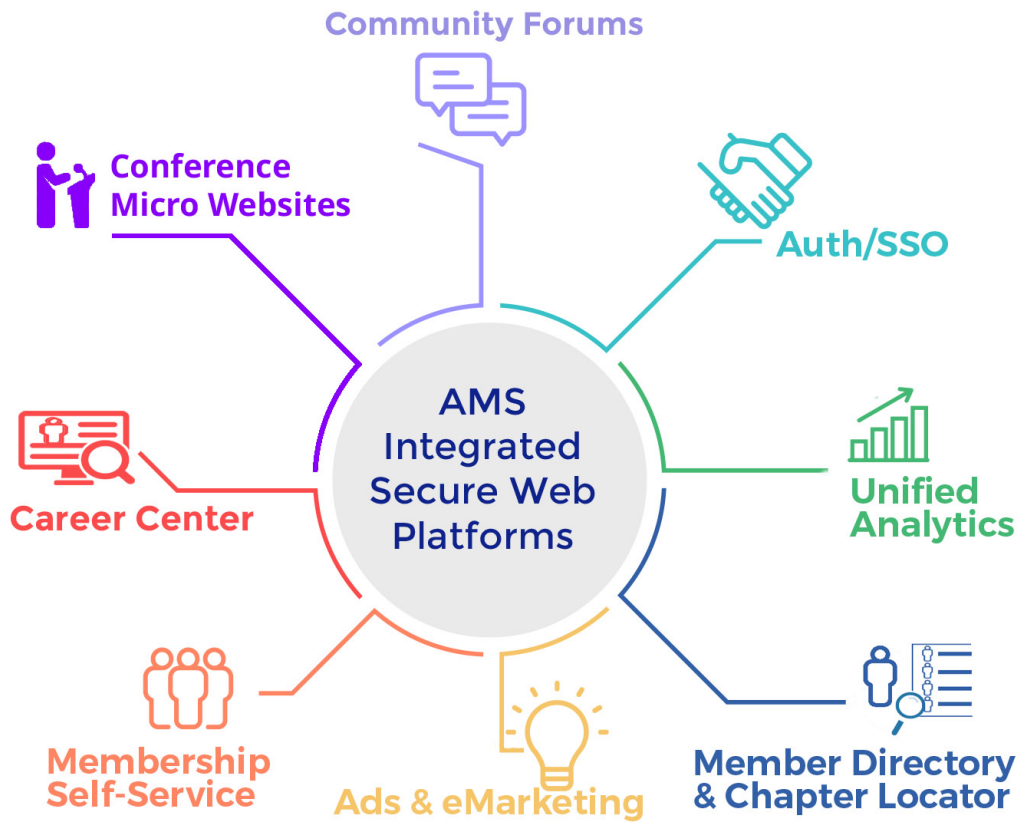 Community Forums
Conference
Micro Websites
Auth/SSO
AMS
Integrated
Secure Web
Platforms
Unified
Analytics
Career Center
Member Directory
& Chapter Locator
Membership
Self-Service
Ads & eMarketing